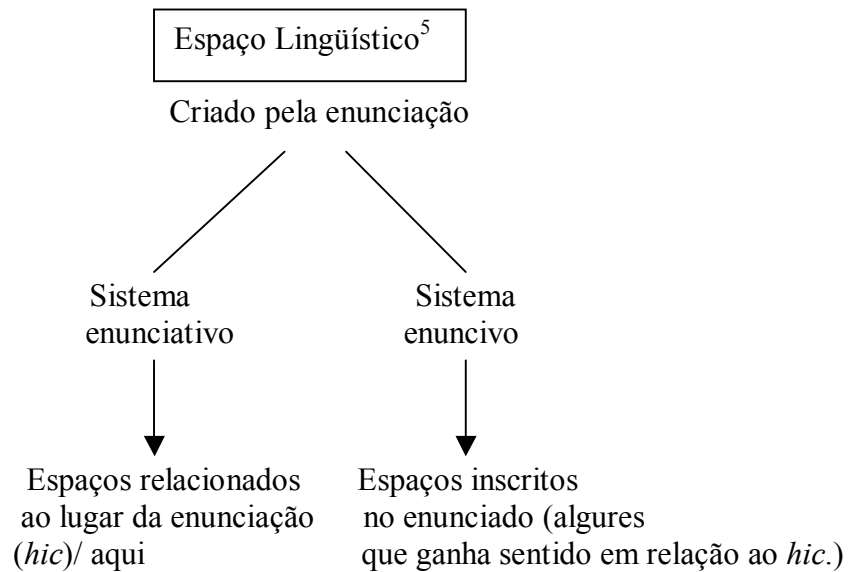 Espaço Lingüístico5
Criado pela enunciação
Sistema
enunciativo
Sistema
enuncivo
Espaços relacionados
ao lugar da enunciação
(hic)/ aqui
Espaços inscritos
no enunciado (algures
que ganha sentido em relação ao hic.)